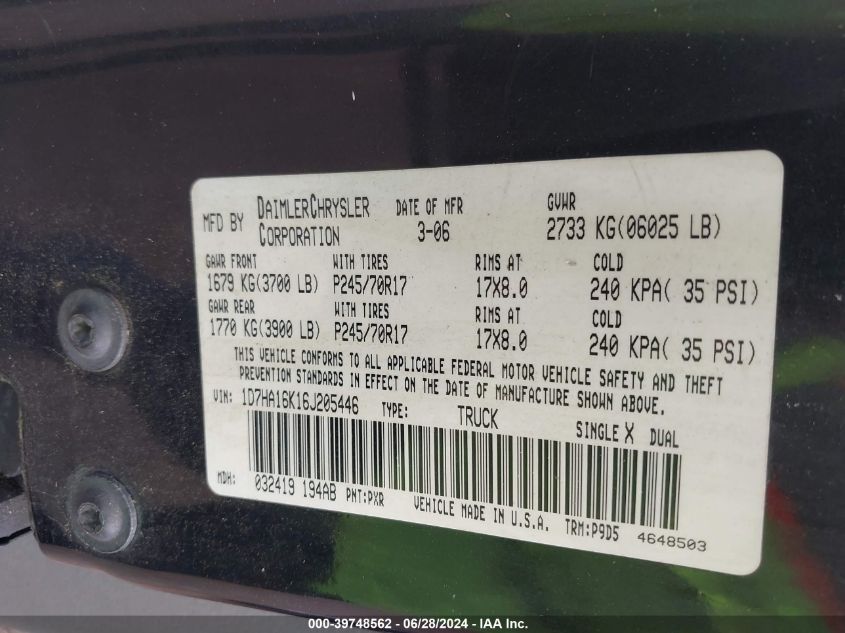 MFD BY DAIMLERCHRYSLER CORPORATION DATE OF MFR 3-06 GVWR 2733 KG(06025 LB)
GAWR FRONT WITH TIRES RIMS AT COLD
1679 KG(3700 LB) P245/70R17 17X8.0 240 KPA( 35 PSI)
GAWR REAR WITH TIRES RIMS AT COLD
1770 KG(3900 LB) P245/70R17 17X8.0 240 KPA( 35 PSI)
THIS VEHICLE CONFORMS TO ALL APPLICABLE FEDERAL MOTOR VEHICLE SAFETY AND THEFT
PREVENTION STANDARDS IN EFFECT ON THE DATE OF MANUFACTURE SHOWN ABOVE.
VIN: 1D7HA16K16J205446 TYPE: TRUCK SINGLE X DUAL
MDH: 032419 194AB PNT:PXR VEHICLE MADE IN U.S.A. TRM:P9D5 4648503
000-39748562 - 06/28/2024 - IAA Inc.